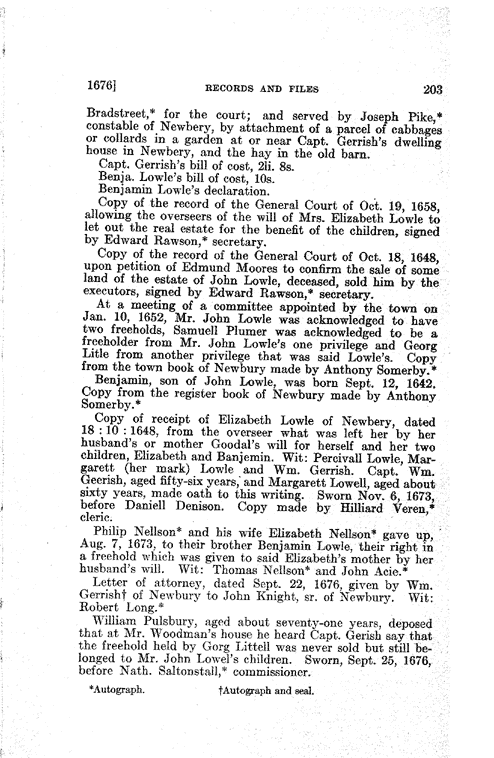 1676] RECORDS AND FILES 203
Bradstreet,* for the court; and served by Joseph Pike,*
constable of Newbery, by attachment of a parcel of cabbages
or collards in a garden at or near Capt. Gerrish's dwelling
house in Newbery, and the hay in the old barn.
Capt. Gerrish's bill of cost, 2li. 8s.
Benja. Lowle's bill of cost, 10s.
Benjamin Lowle's declaration.
Copy of the record of the General Court of Oct. 19, 1658,
allowing the overseers of the will of Mrs. Elizabeth Lowle to
let out the real estate for the benefit of the children, signed
by Edward Rawson,* secretary.
Copy of the record of the General Court of Oct. 18, 1648,
upon petition of Edmund Moores to confirm the sale of some
land of the estate of John Lowle, deceased, sold him by the
executors, signed by Edward Rawson,* secretary.
At a meeting of a committee appointed by the town on
Jan. 10, 1652, Mr. John Lowle was acknowledged to have
two freeholds, Samuell Plumer was acknowledged to be a
freeholder from Mr. John Lowle's one privilege and Georg
Litle from another privilege that was said Lowle's. Copy
from the town book of Newbury made by Anthony Somerby.*
Benjamin, son of John Lowle, was born Sept. 12, 1642.
Copy from the register book of Newbury made by Anthony
Somerby.*
Copy of receipt of Elizabeth Lowle of Newbery, dated
18 : 10 : 1648, from the overseer what was left her by her
husband's or mother Goodal's will for herself and her two
children, Elizabeth and Banjemin. Wit: Percivall Lowle, Mar-
garett (her mark) Lowle and Wm. Gerrish. Capt. Wm.
Geerish, aged fifty-six years, and Margarett Lowell, aged about
sixty years, made oath to this writing. Sworn Nov. 6, 1673,
before Daniell Denison. Copy made by Hilliard Veren,*
cleric.
Philip Nellson* and his wife Elizabeth Nellson* gave up,
Aug. 7, 1673, to their brother Benjamin Lowle, their right in
a freehold which was given to said Elizabeth's mother by her
husband's will. Wit: Thomas Nellson* and John Acie.*
Letter of attorney, dated Sept. 22, 1676, given by Wm.
Gerrish† of Newbury to John Knight, sr. of Newbury. Wit:
Robert Long.*
William Pulsbury, aged about seventy-one years, deposed
that at Mr. Woodman's house he heard Capt. Gerish say that
the freehold held by Gorg Littell was never sold but still be-
longed to Mr. John Lowel's children. Sworn, Sept. 25, 1676,
before Nath. Saltonstall,* commissioner.
*Autograph. †Autograph and seal.